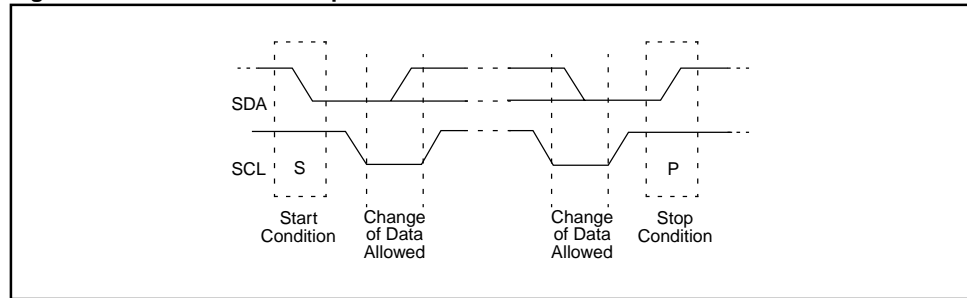 SDA
SCL
S
P
Start
Condition
Change
of Data
Allowed
Change
of Data
Allowed
Stop
Condition